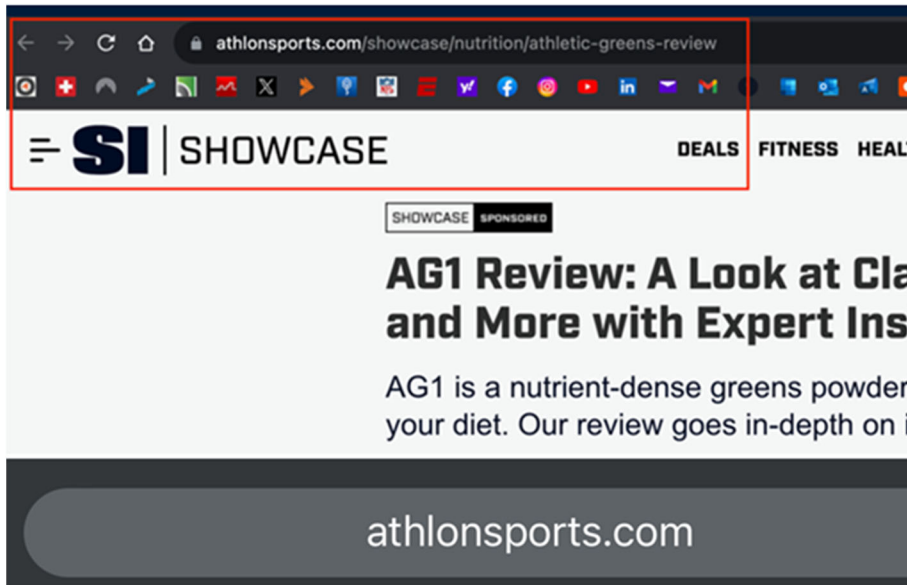 athlonsports.com/showcase/nutrition/athletic-greens-review
SI SHOWCASE
DEALS FITNESS HEAL
SHOWCASE SPONSORED
AG1 Review: A Look at Cla
and More with Expert Ins
AG1 is a nutrient-dense greens powder
your diet. Our review goes in-depth on i
athlonsports.com